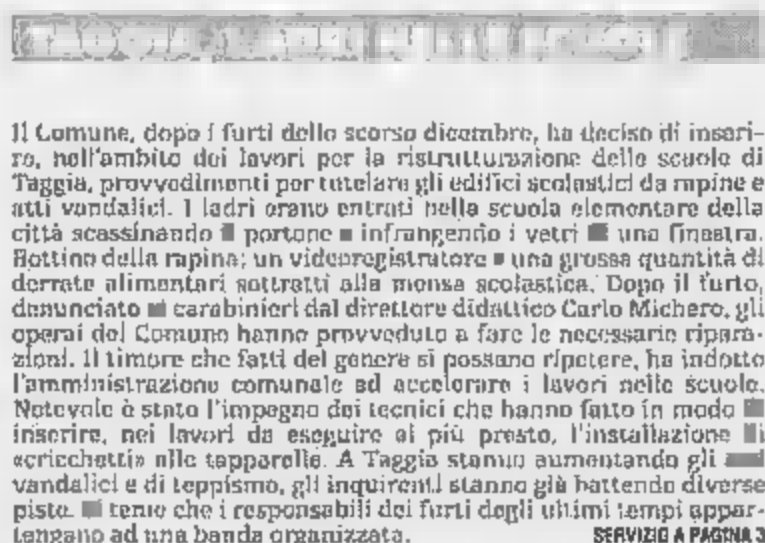 Il Comune, dopo i furti dello scorso dicembre, ha deciso di inseri-
re, nell'ambito dei lavori per la ristrutturazione delle scuole di
Taggia, provvedimenti per tutelare gli edifici scolastici da rapine e
atti vandalici. I ladri erano entrati nella scuola elementare della
città scassinando portone infrangendo i vetri una finestra.
Bottino della rapina: un videoregistratore una grossa quantità di
derrate alimentari sottratti alla mensa scolastica. Dopo il furto,
denunciato carabinieri dal direttore didattico Carlo Michero, gli
operai del Comune hanno provveduto a fare le necessarie ripara-
zioni. Il timore che fatti del genere si possano ripetere, ha indotto
l'amministrazione comunale ad accelerare i lavori nelle scuole.
Notevole è stato l'impegno dei tecnici che hanno fatto in modo
inserire, nei lavori da eseguire al più presto, l'installazione
«cricchetti» alle tapparelle. A Taggia stanno aumentando gli
vandalici e di teppismo, gli inquirenti stanno già battendo diverse
piste. teme che i responsabili dei furti degli ultimi tempi appar-
tengano ad una banda organizzata. SERVIZIO A PAGINA 3